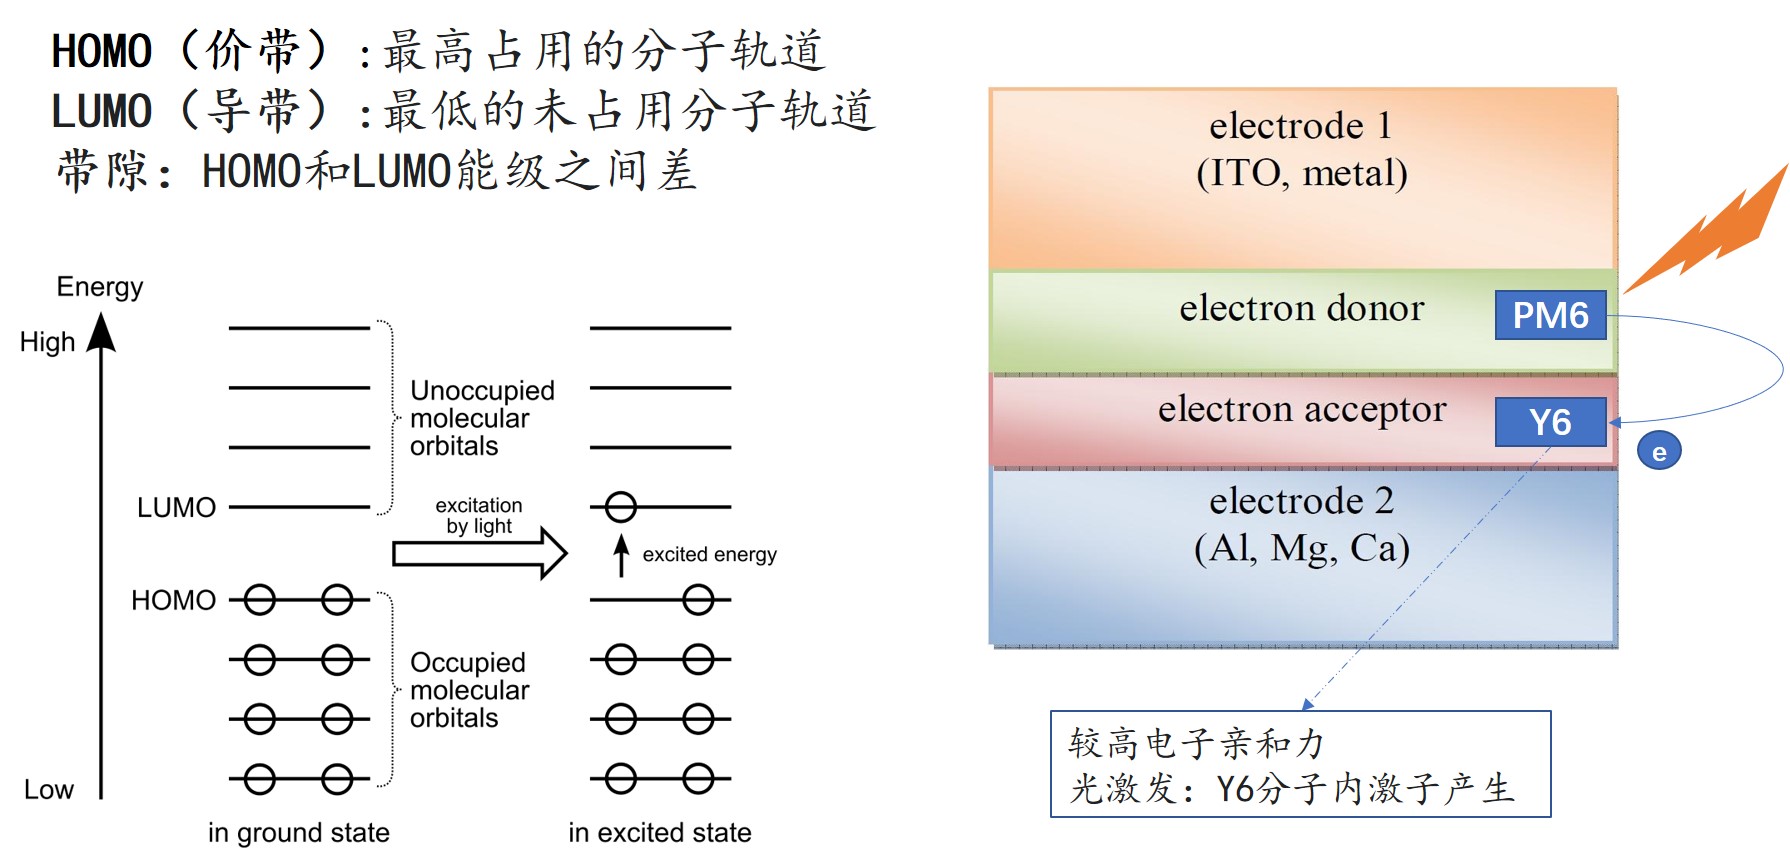 HOMO（价带）:最高占用的分子轨道
LUMO（导带）:最低的未占用分子轨道
带隙：HOMO和LUMO能级之间差
Energy
High
LUMO
HOMO
Low
Unoccupied
molecular
orbitals
Occupied
molecular
orbitals
excitation
by light
excited energy
in ground state
in excited state
electrode 1
(ITO, metal)
electron donor
PM6
electron acceptor
Y6
e
electrode 2
(Al, Mg, Ca)
较高电子亲和力
光激发：Y6分子内激子产生